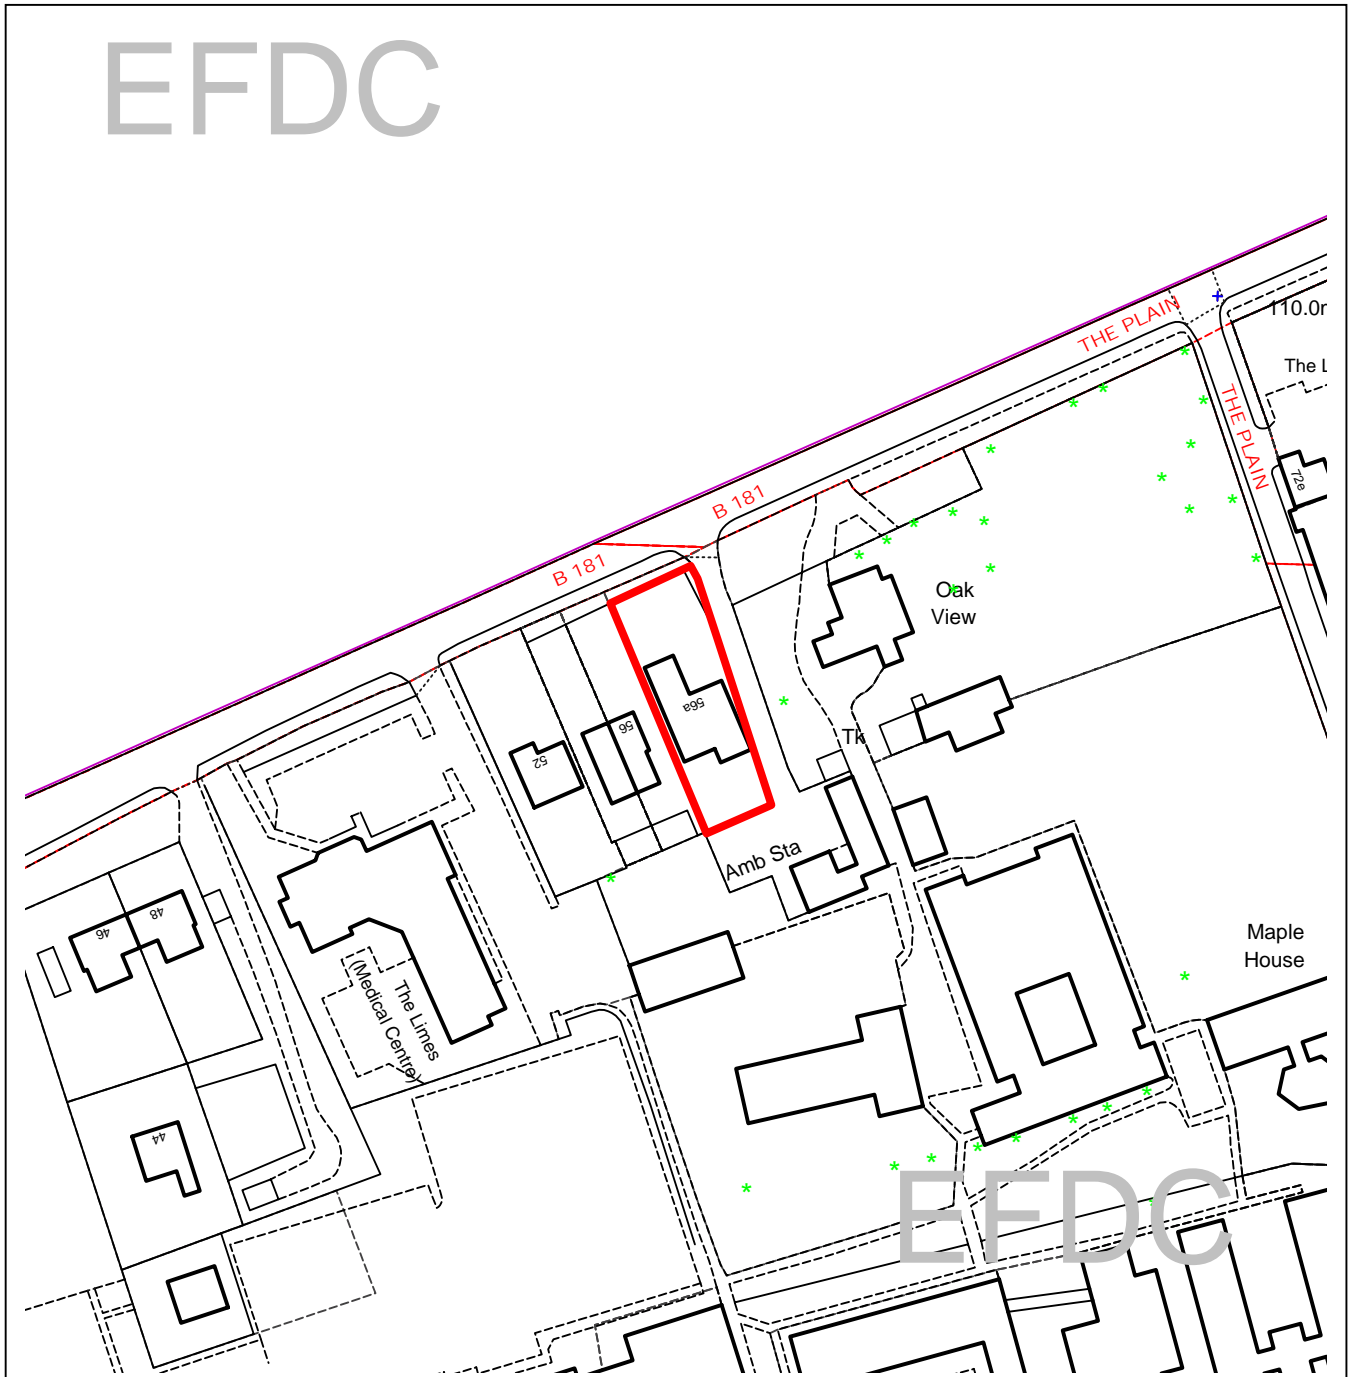 EFDC
THE PLAIN
110.0
The L
THE PLAIN
72e
B 181
B 181
Oak
View
56a
56
52
Tk
Amb Sta
48
46
The Limes
(Medical Centre)
Maple
House
44
EFDC